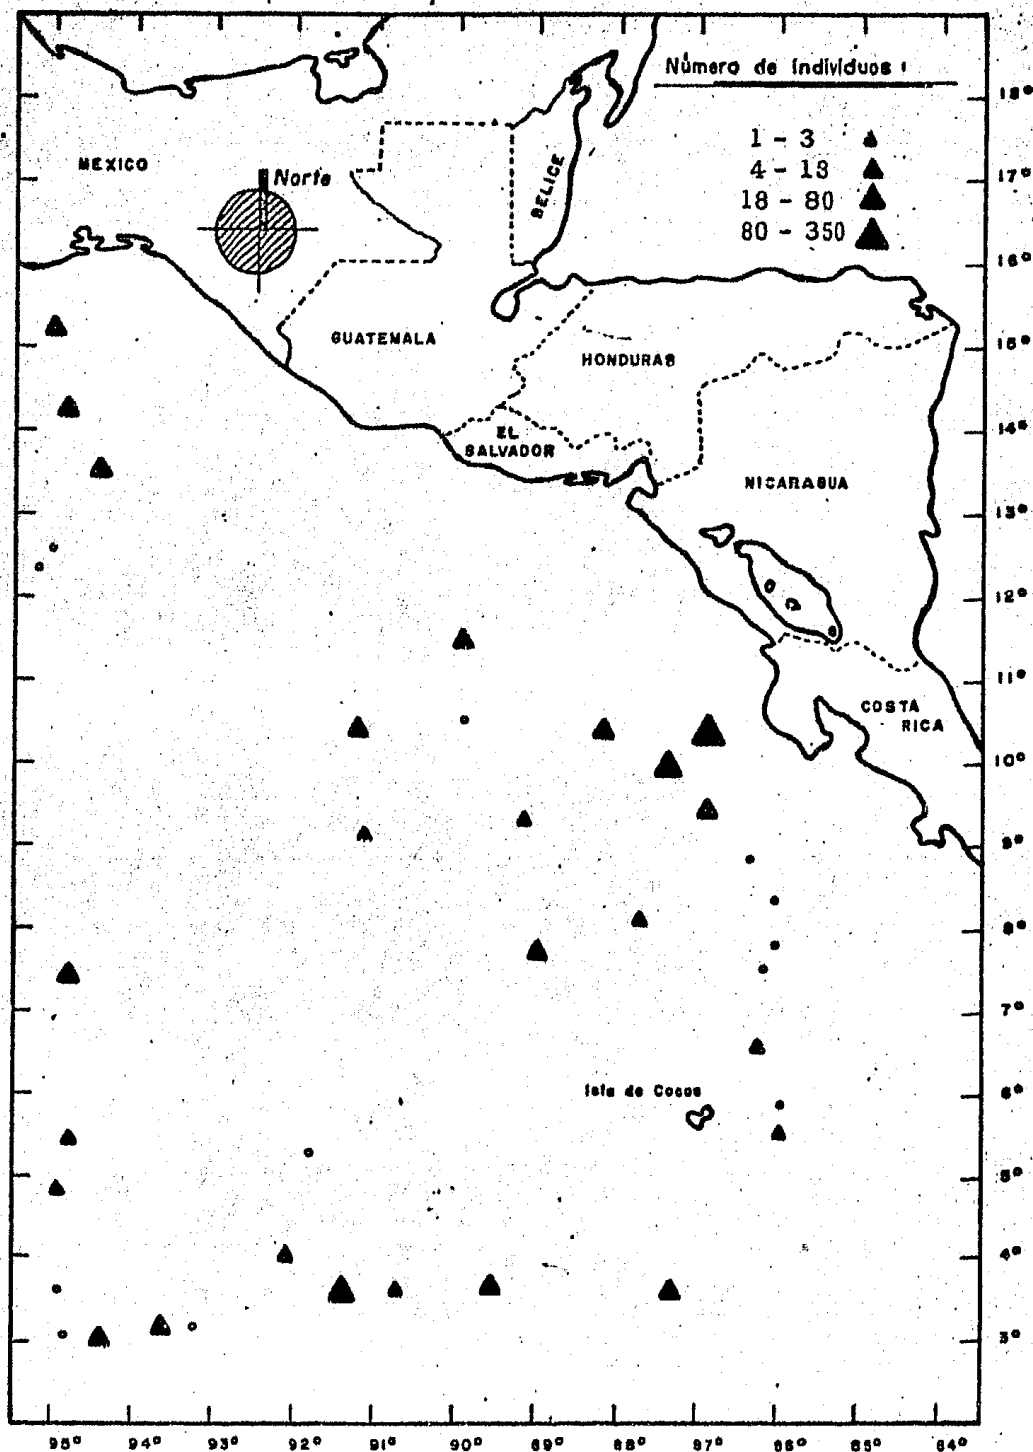 Número de individuos :
18°
1 - 3
MEXICO
4 - 18
17°
Norte
BELICE
18 - 80
80 - 350
16°
GUATEMALA
15°
HONDURAS
14°
EL
SALVADOR
NICARAGUA
13°
12°
11°
COSTA
RICA
10°
9°
8°
7°
Isla de Cocos
6°
5°
4°
3°
95° 94° 93° 92° 91° 90° 89° 88° 87° 86° 85° 84°